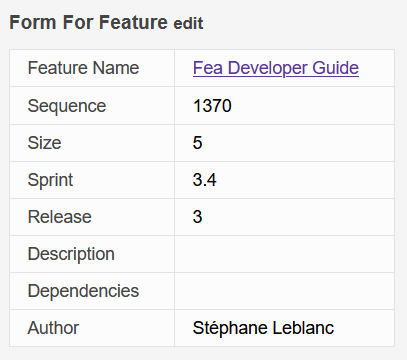 Form For Feature edit
Feature Name Fea Developer Guide
Sequence 1370
Size 5
Sprint 3.4
Release 3
Description
Dependencies
Author Stéphane Leblanc